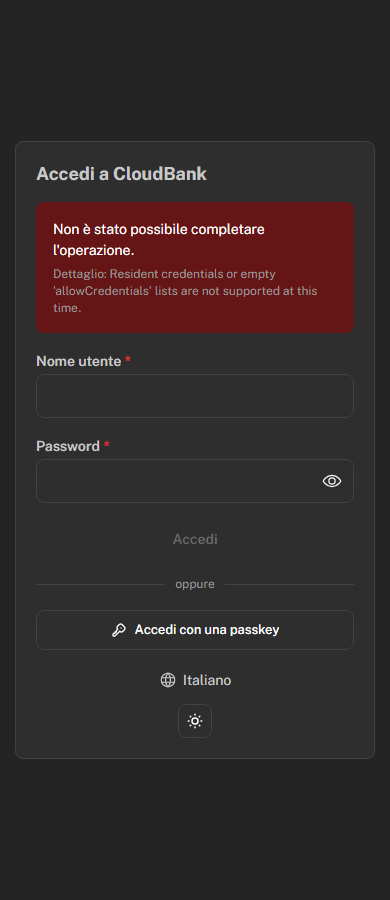 Accedi a CloudBank
Non è stato possibile completare
l'operazione.
Dettaglio: Resident credentials or empty
'allowCredentials' lists are not supported at this
time.
Nome utente *
Password *
Accedi
oppure
Accedi con una passkey
Italiano